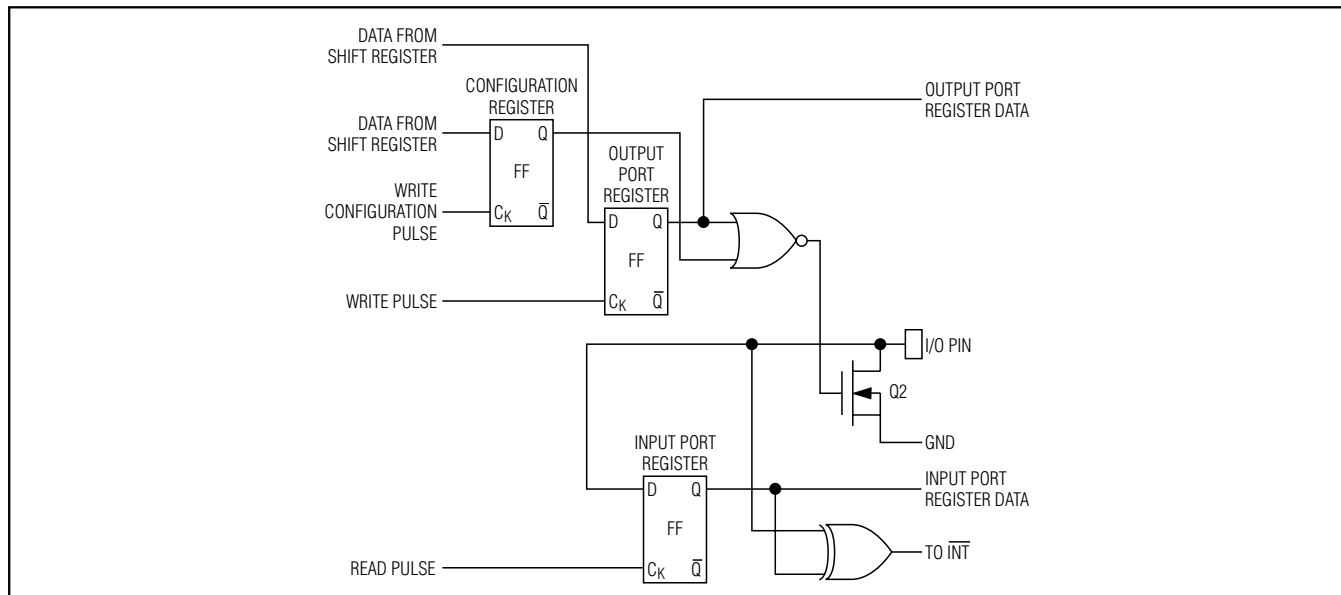 DATA FROM
SHIFT REGISTER
CONFIGURATION
REGISTER
DATA FROM
SHIFT REGISTER
D Q
FF
CK Q̅
WRITE
CONFIGURATION
PULSE
OUTPUT
PORT
REGISTER
D Q
FF
CK Q̅
WRITE PULSE
OUTPUT PORT
REGISTER DATA
I/O PIN
Q2
GND
INPUT PORT
REGISTER
D Q
FF
CK Q̅
READ PULSE
INPUT PORT
REGISTER DATA
TO I̅N̅T̅